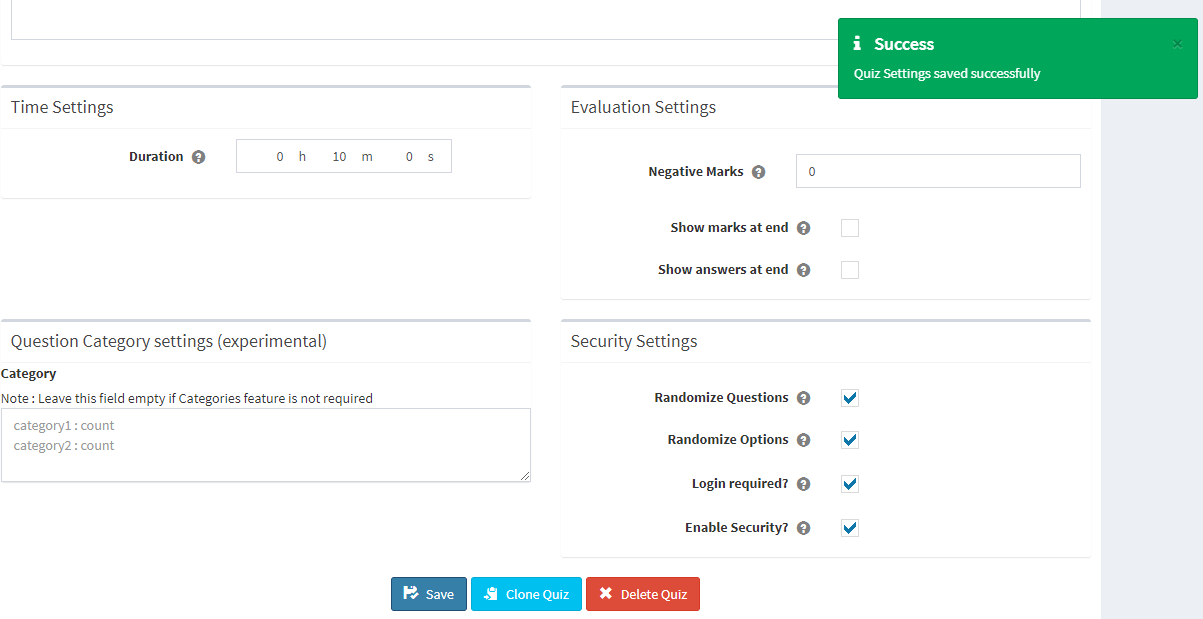 Success
Quiz Settings saved successfully
Time Settings
Duration
0 h 10 m 0 s
Evaluation Settings
Negative Marks
0
Show marks at end
Show answers at end
Question Category settings (experimental)
Category
Note : Leave this field empty if Categories feature is not required
category1 : count
category2 : count
Security Settings
Randomize Questions
Randomize Options
Login required?
Enable Security?
Save
Clone Quiz
Delete Quiz